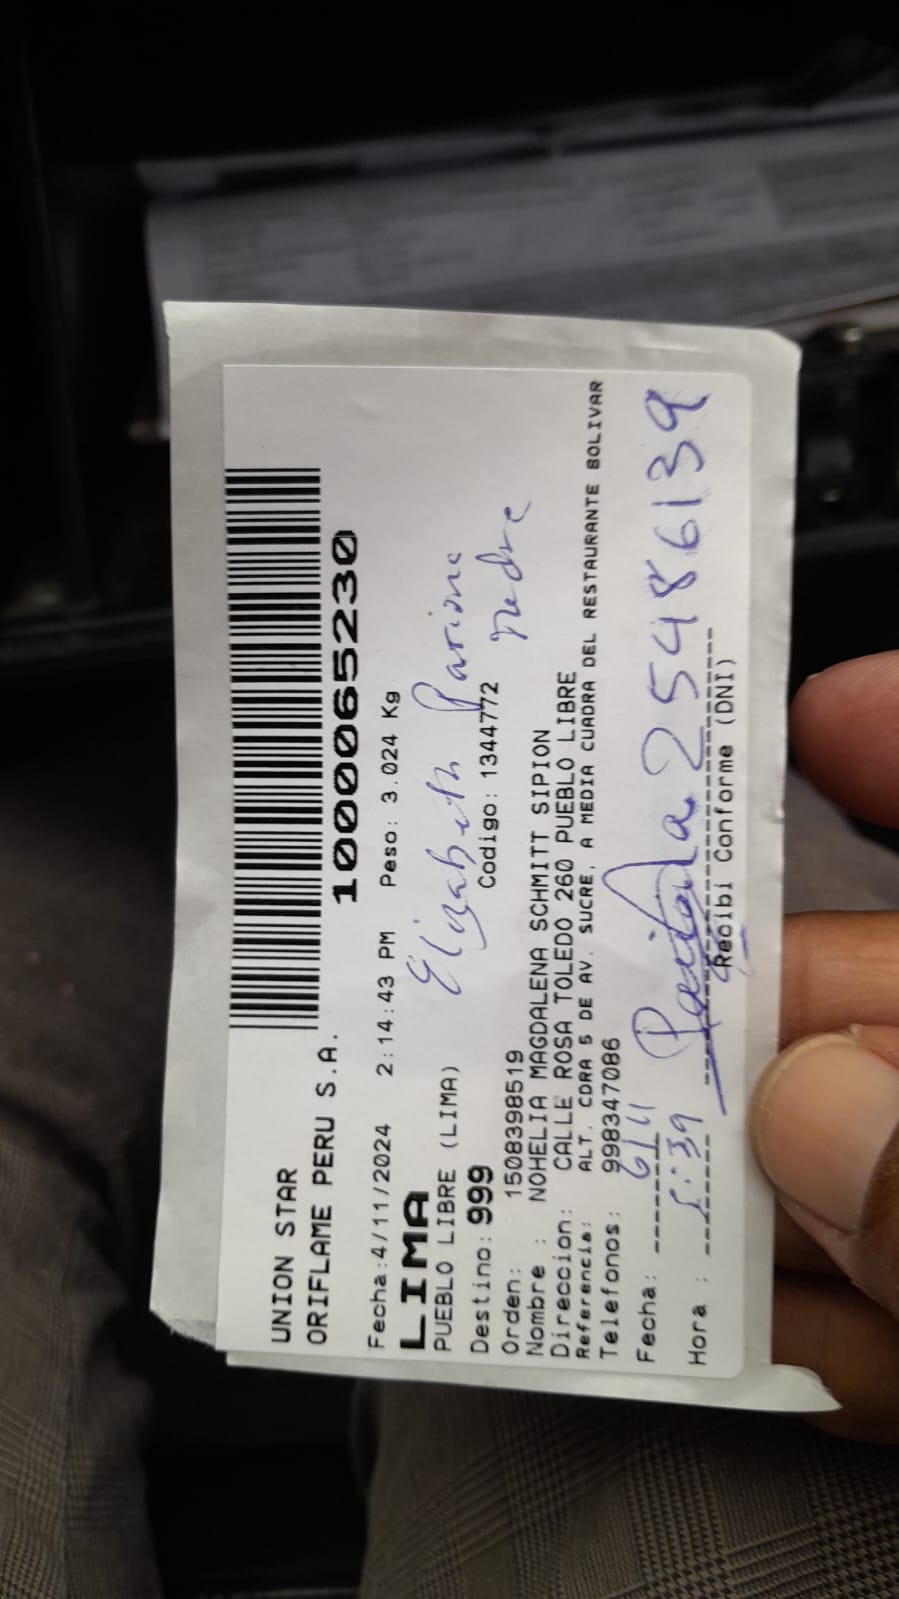 UNION STAR
ORIFLAME PERU S.A.
1000065230
Fecha:4/11/2024 2:14:43 PM Peso: 3.024 Kg
LIMA
PUEBLO LIBRE (LIMA)
Elizabeth Pariona
Destino: 999 Codigo: 1344772
Orden: 1508398519
Nombre : NOHELIA MAGDALENA SCHMITT SIPION
Direccion: CALLE ROSA TOLEDO 260 PUEBLO LIBRE
Referencia: ALT. CDRA 5 DE AV. SUCRE, A MEDIA CUADRA DEL RESTAURANTE BOLIVAR
Telefonos: 998347086
Fecha: 6/11
25486139
Hora : :39
Recibi Conforme (DNI)